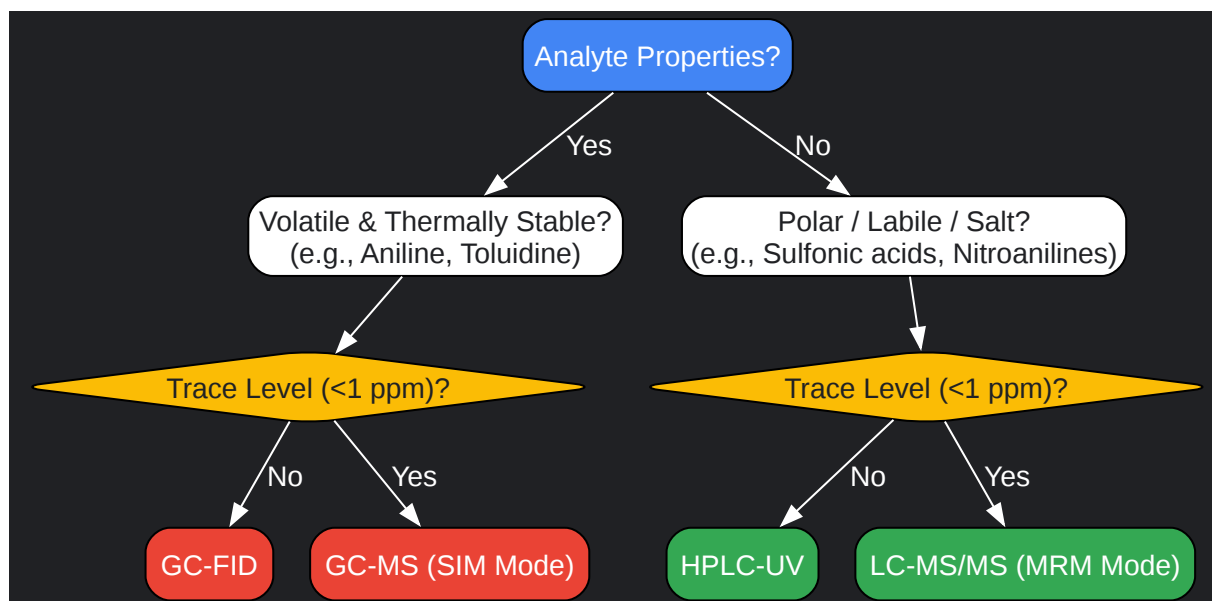 Analyte Properties?
Yes
No
Volatile & Thermally Stable?
(e.g., Aniline, Toluidine)
Polar / Labile / Salt?
(e.g., Sulfonic acids, Nitroanilines)
Trace Level (<1 ppm)?
Trace Level (<1 ppm)?
No
Yes
No
Yes
GC-FID
GC-MS (SIM Mode)
HPLC-UV
LC-MS/MS (MRM Mode)